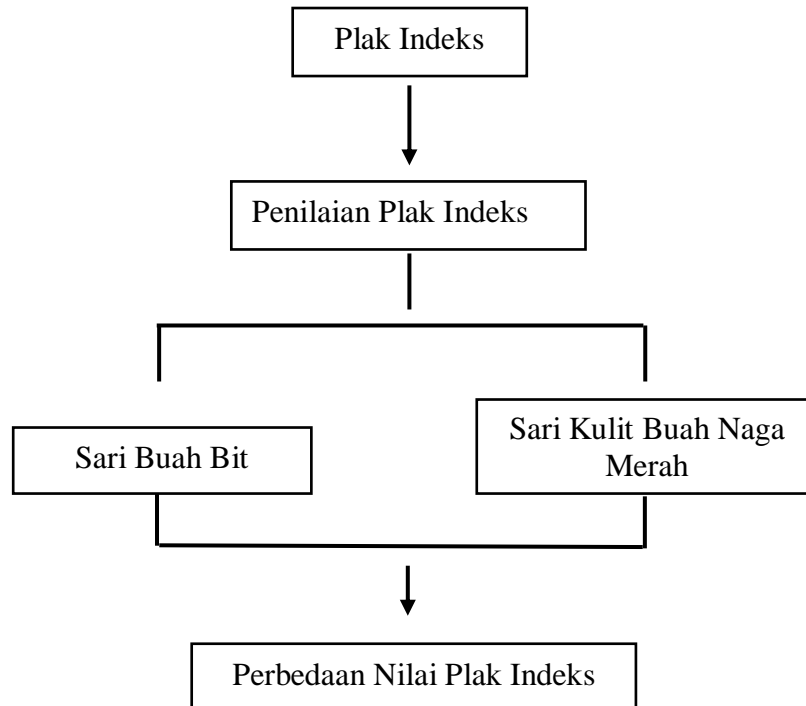 Plak Indeks
Penilaian Plak Indeks
Sari Buah Bit
Sari Kulit Buah Naga
Merah
Perbedaan Nilai Plak Indeks